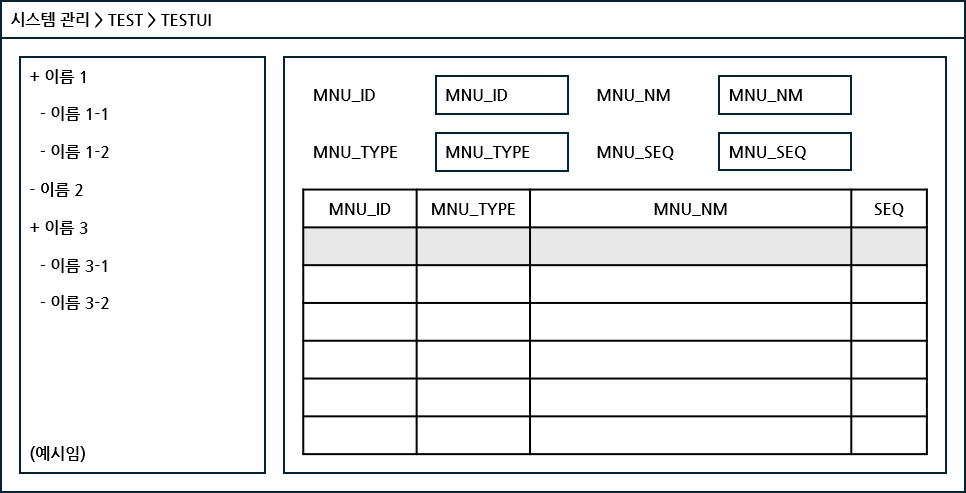 시스템 관리 > TEST > TESTUI
+ 이름 1
- 이름 1-1
- 이름 1-2
- 이름 2
+ 이름 3
- 이름 3-1
- 이름 3-2
(예시임)
MNU_ID MNU_ID MNU_NM MNU_NM
MNU_TYPE MNU_TYPE MNU_SEQ MNU_SEQ
MNU_ID MNU_TYPE MNU_NM SEQ